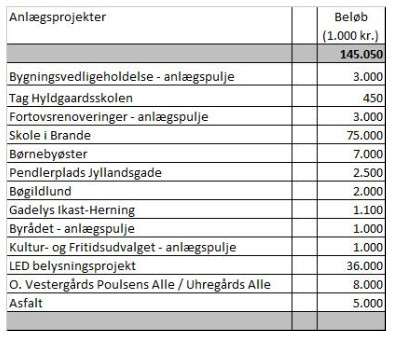 Anlægsprojekter Beløb
(1.000 kr.)
145.050
Bygningsvedligeholdelse - anlægspulje 3.000
Tag Hyldgaardsskolen 450
Fortovsrenoveringer - anlægspulje 3.000
Skole i Brande 75.000
Børnebyøster 7.000
Pendlerplads Jyllandsgade 2.500
Bøgildlund 2.000
Gadelys Ikast-Herning 1.100
Byrådet - anlægspulje 1.000
Kultur- og Fritidsudvalget - anlægspulje 1.000
LED belysningsprojekt 36.000
O. Vestergårds Poulsens Alle / Uhregårds Alle 8.000
Asfalt 5.000